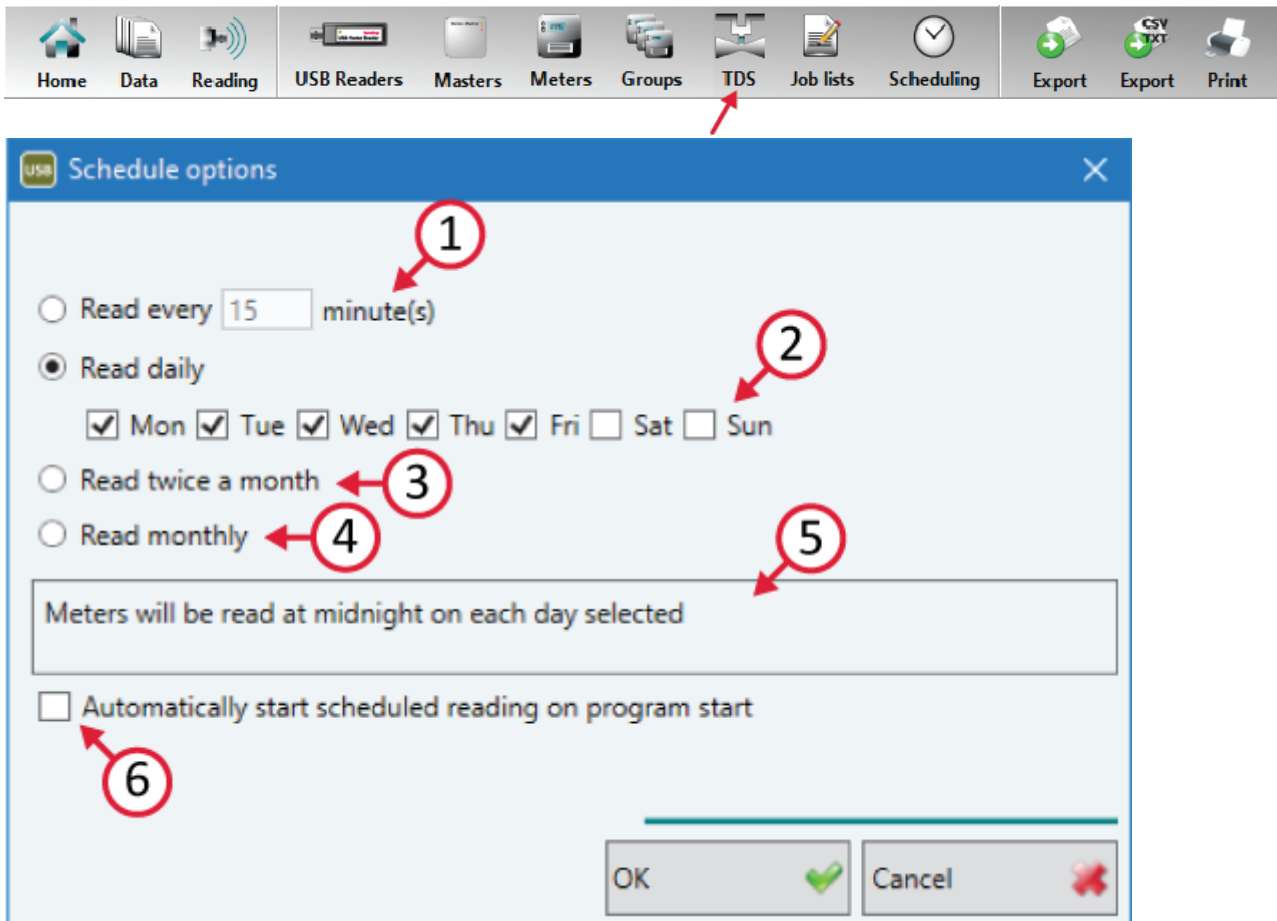 Home Data Reading USB Readers Masters Meters Groups TDS Job lists Scheduling Export CSV TXT Export Print
USB Schedule options
1
Read every 15 minute(s)
2
Read daily
Mon Tue Wed Thu Fri Sat Sun
Read twice a month 3
Read monthly 4
5
Meters will be read at midnight on each day selected
Automatically start scheduled reading on program start
6
OK Cancel